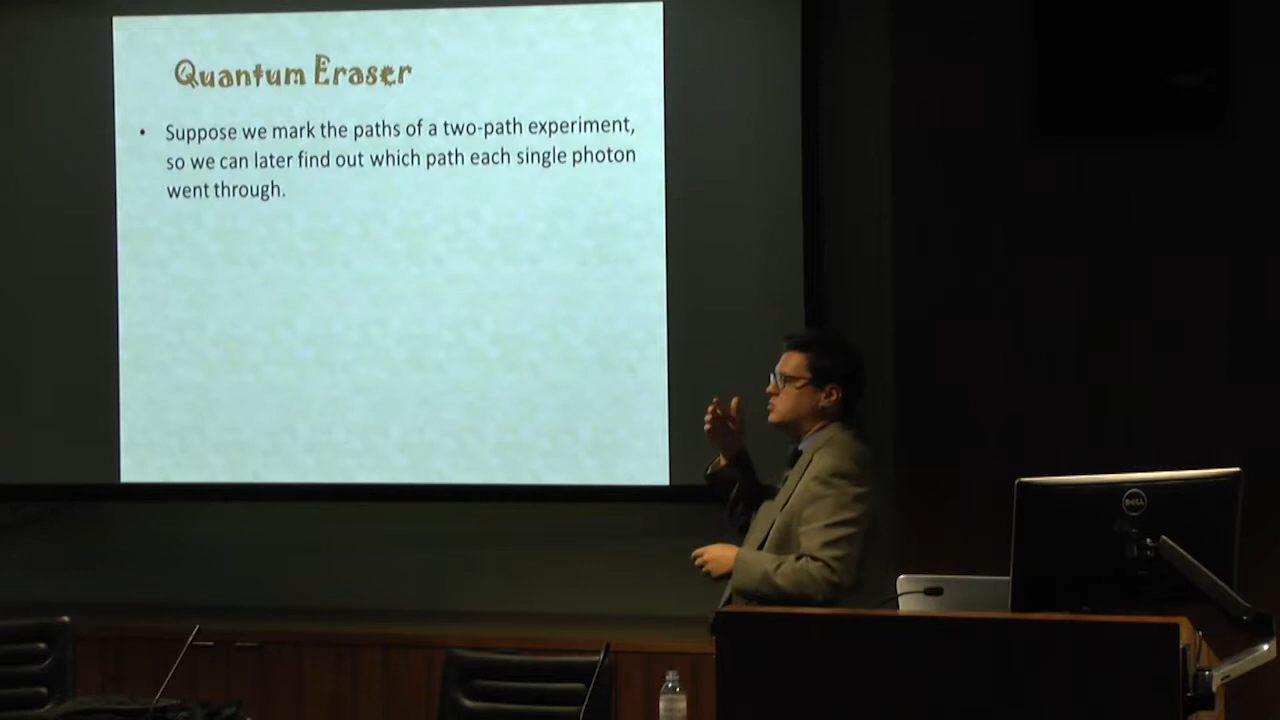 Quantum Eraser
• Suppose we mark the paths of a two-path experiment,
so we can later find out which path each single photon
went through.
DELL